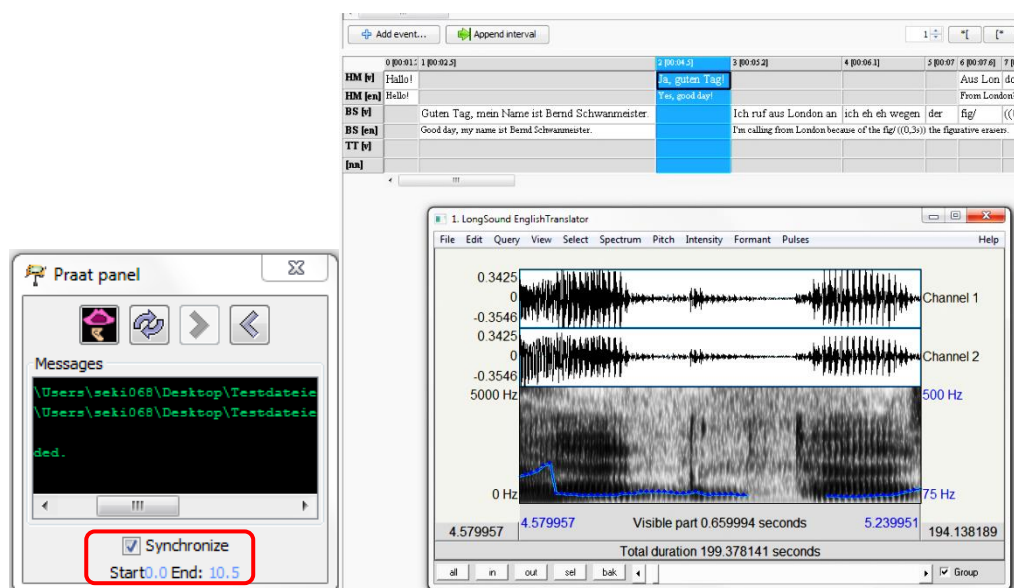 Add event... Append interval 1
0 [00:01: 1 [00:02.5] 2 [00:04.5] 3 [00:05.2] 4 [00:06.1] 5 [00:07 6 [00:07.6] 7 [
HM [v] Hallo! Ja, guten Tag! Aus Lon
HM [en] Hello! Yes, good day! From London
BS [v] Guten Tag, mein Name ist Bernd Schwanmeister. Ich ruf aus London an ich eh eh wegen der fig/ ((
BS [en] Good day, my name ist Bernd Schwanmeister. I'm calling from London because of the fig/ ((0,3s)) the figurative erasers.
TT [v]
[nn]
Praat panel
Messages
\Users\seki068\Desktop\Testdateie
\Users\seki068\Desktop\Testdateie
ded.
Synchronize
Start0.0 End: 10.5
1. LongSound EnglishTranslator
File Edit Query View Select Spectrum Pitch Intensity Formant Pulses Help
0.3425
0
-0.3546
Channel 1
0.3425
0
-0.3546
Channel 2
5000 Hz 500 Hz
0 Hz 75 Hz
4.579957 4.579957 Visible part 0.659994 seconds 5.239951 194.138189
Total duration 199.378141 seconds
all in out sel bak Group